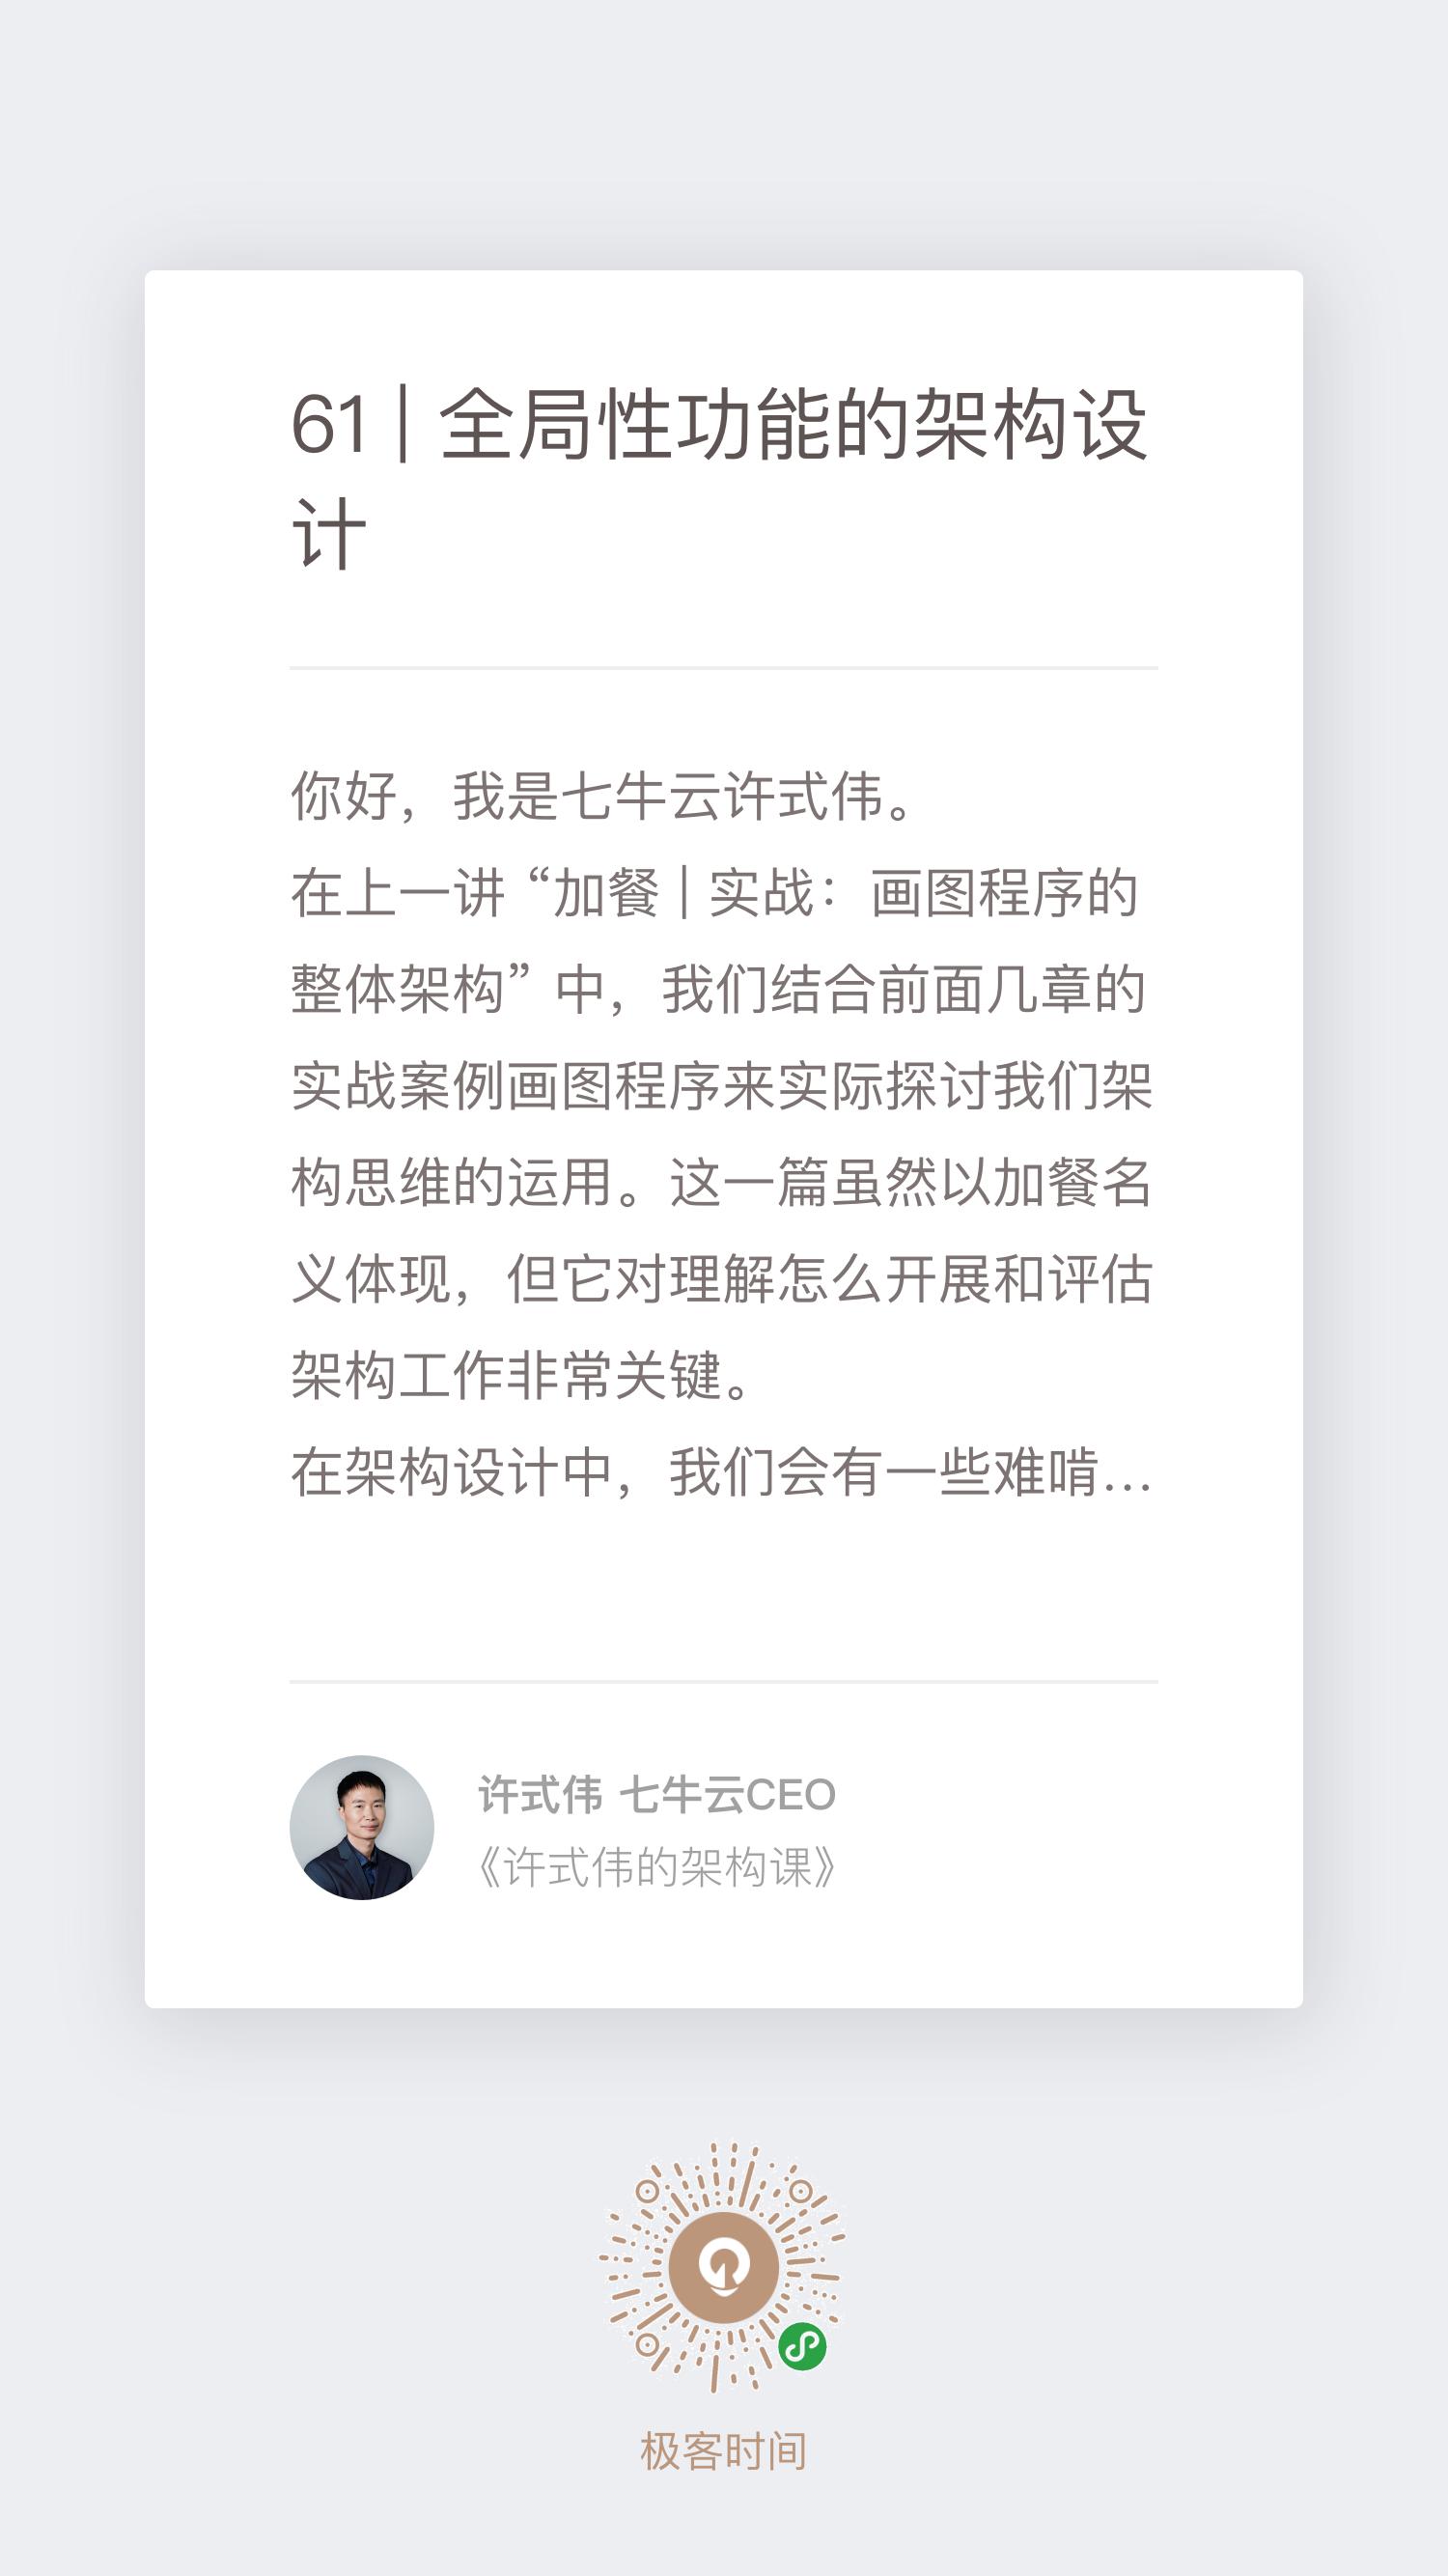 61 | 全局性功能的架构设
计
你好，我是七牛云许式伟。
在上一讲 “加餐 | 实战：画图程序的
整体架构” 中，我们结合前面几章的
实战案例画图程序来实际探讨我们架
构思维的运用。这一篇虽然以加餐名
义体现，但它对理解怎么开展和评估
架构工作非常关键。
在架构设计中，我们会有一些难啃...
许式伟 七牛云CEO
《许式伟的架构课》
极客时间